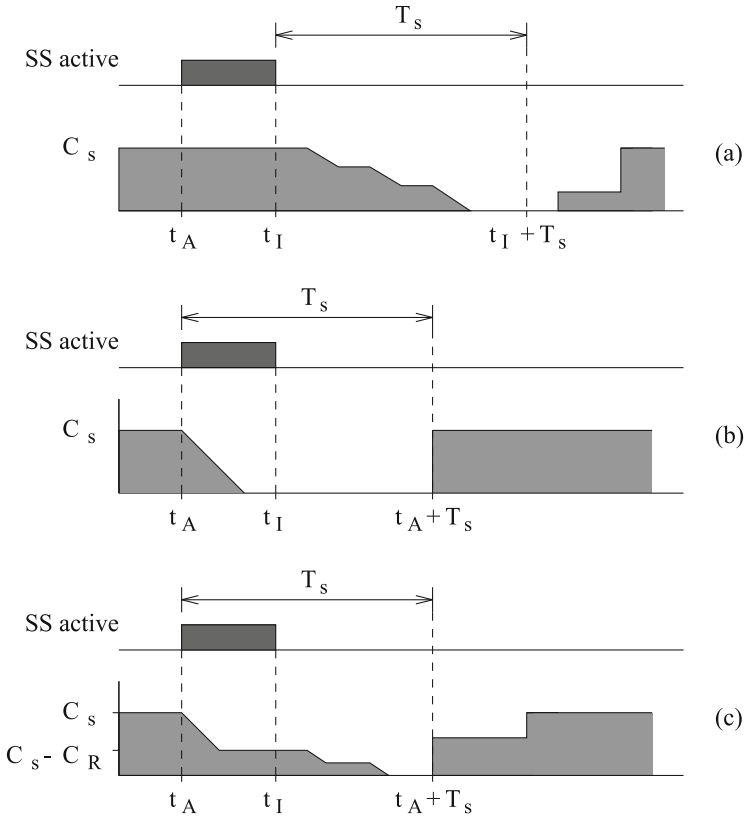 T s
SS active
C s
(a)
t A t I t I + T s
T s
SS active
C s
(b)
t A t I t A + T s
T s
SS active
C s
(c)
C s - C R
t A t I t A + T s